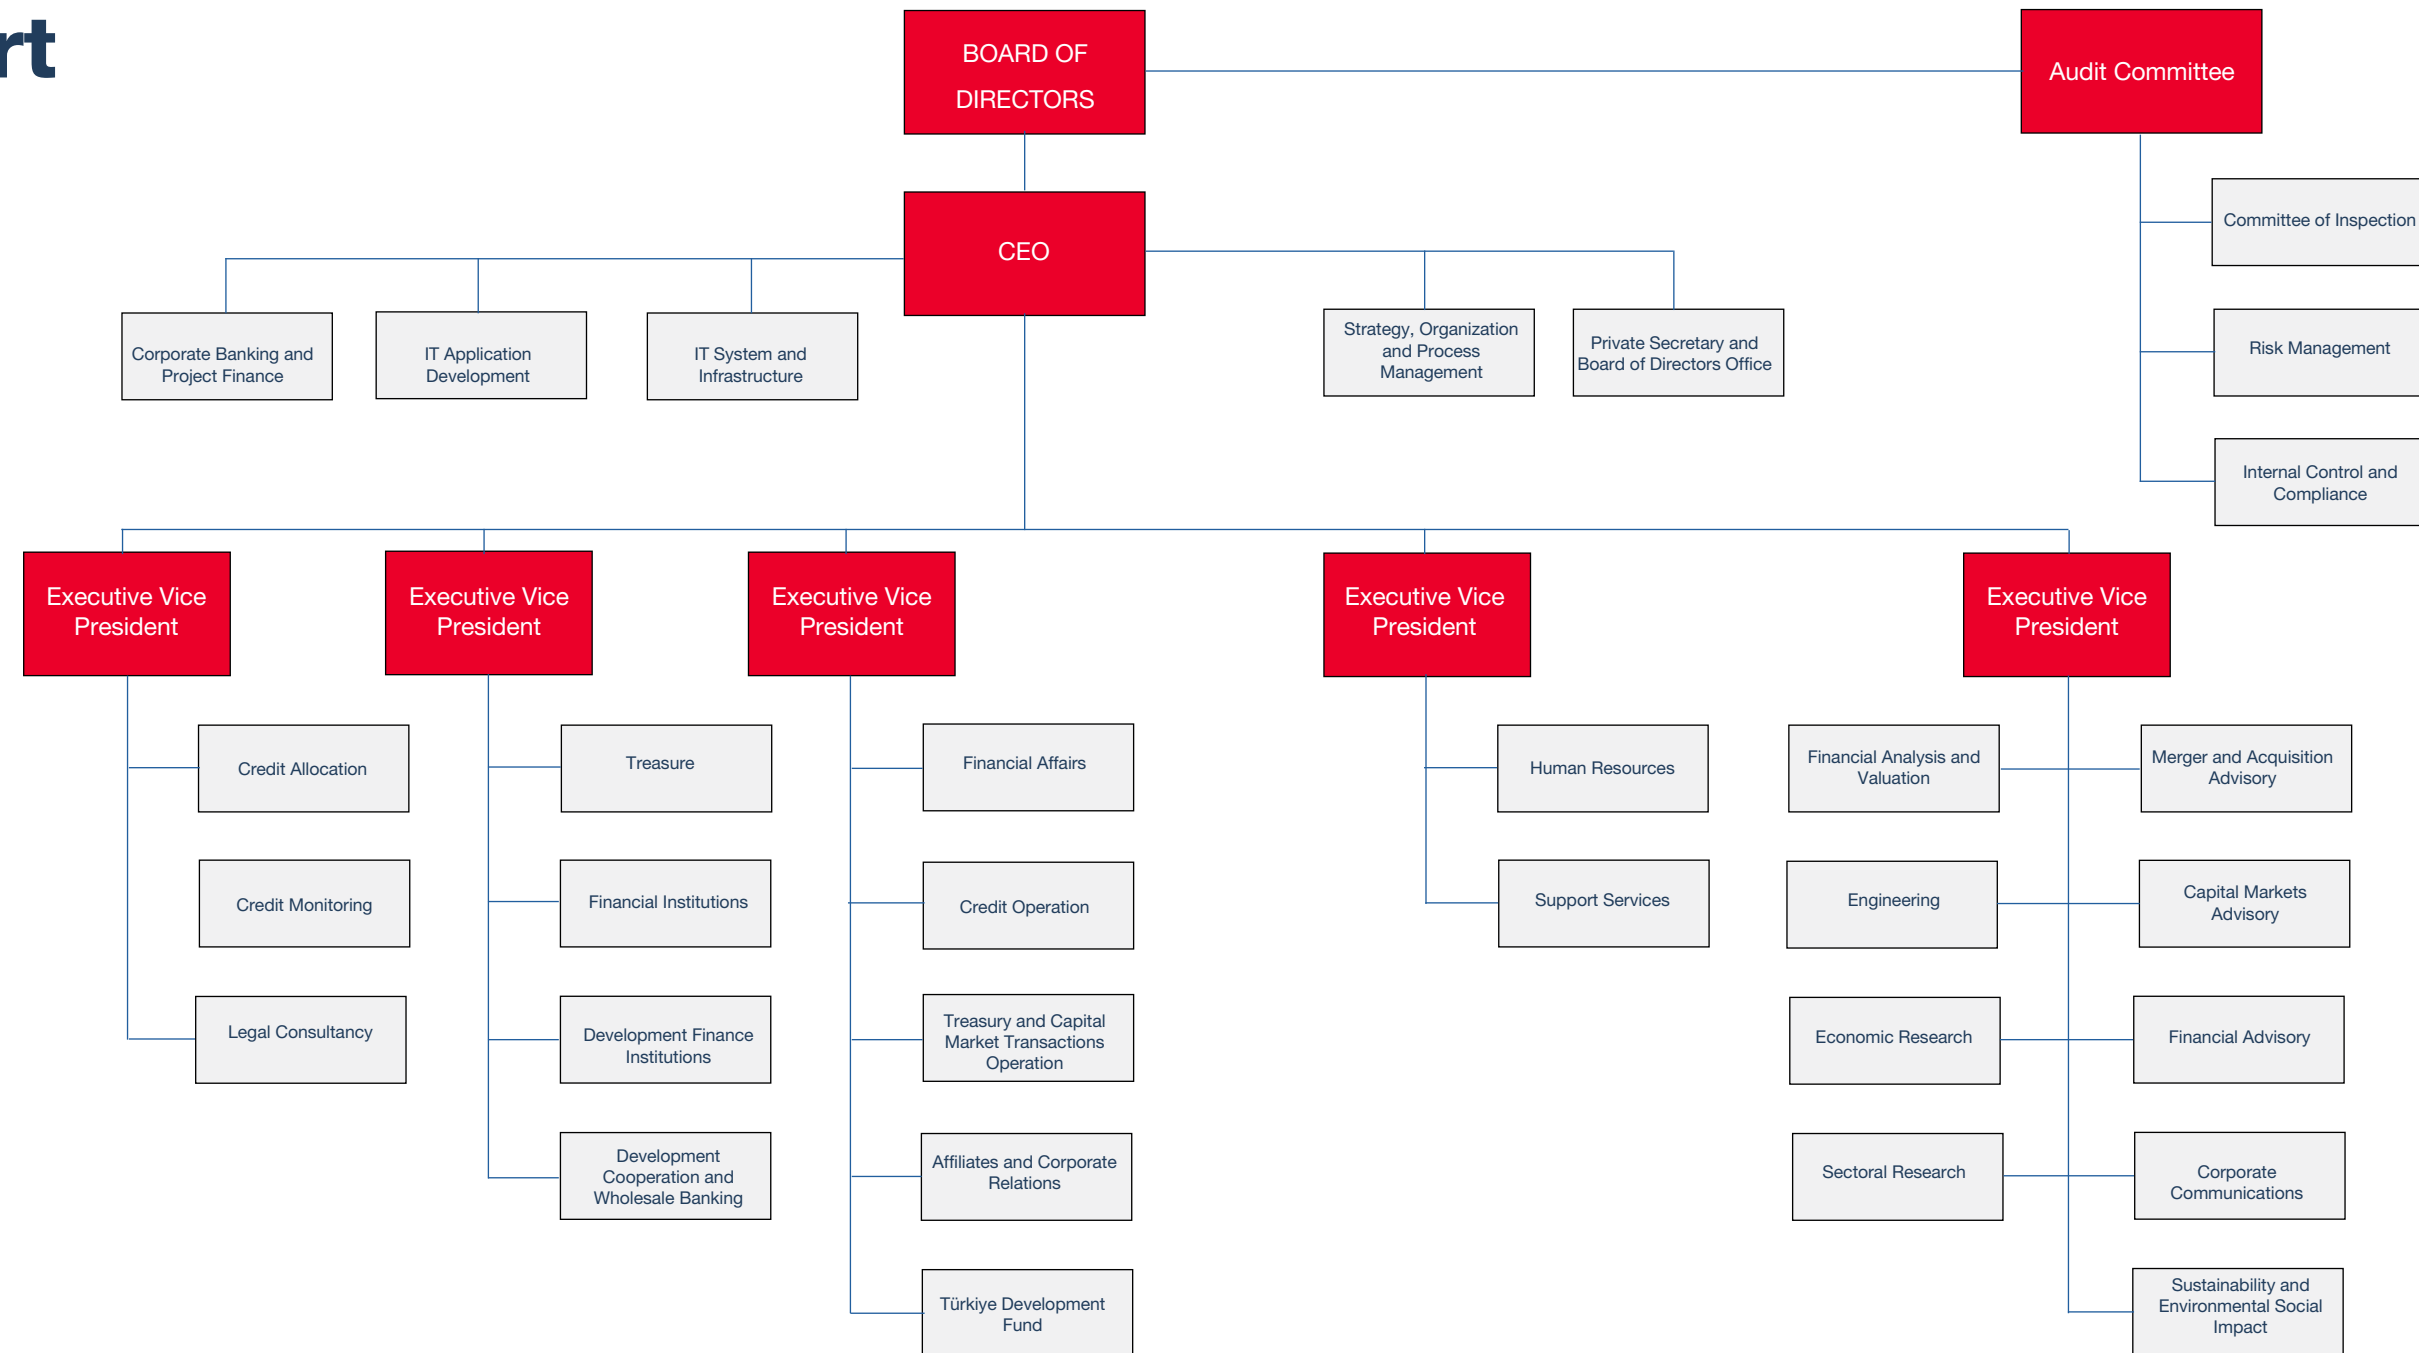 rt
BOARD OF
DIRECTORS
Audit Committee
CEO
Committee of Inspection
Risk Management
Internal Control and
Compliance
Corporate Banking and
Project Finance
IT Application
Development
IT System and
Infrastructure
Strategy, Organization
and Process
Management
Private Secretary and
Board of Directors Office
Executive Vice
President
Executive Vice
President
Executive Vice
President
Executive Vice
President
Executive Vice
President
Credit Allocation
Credit Monitoring
Legal Consultancy
Treasure
Financial Institutions
Development Finance
Institutions
Development
Cooperation and
Wholesale Banking
Financial Affairs
Credit Operation
Treasury and Capital
Market Transactions
Operation
Affiliates and Corporate
Relations
Türkiye Development
Fund
Human Resources
Support Services
Financial Analysis and
Valuation
Engineering
Economic Research
Sectoral Research
Merger and Acquisition
Advisory
Capital Markets
Advisory
Financial Advisory
Corporate
Communications
Sustainability and
Environmental Social
Impact